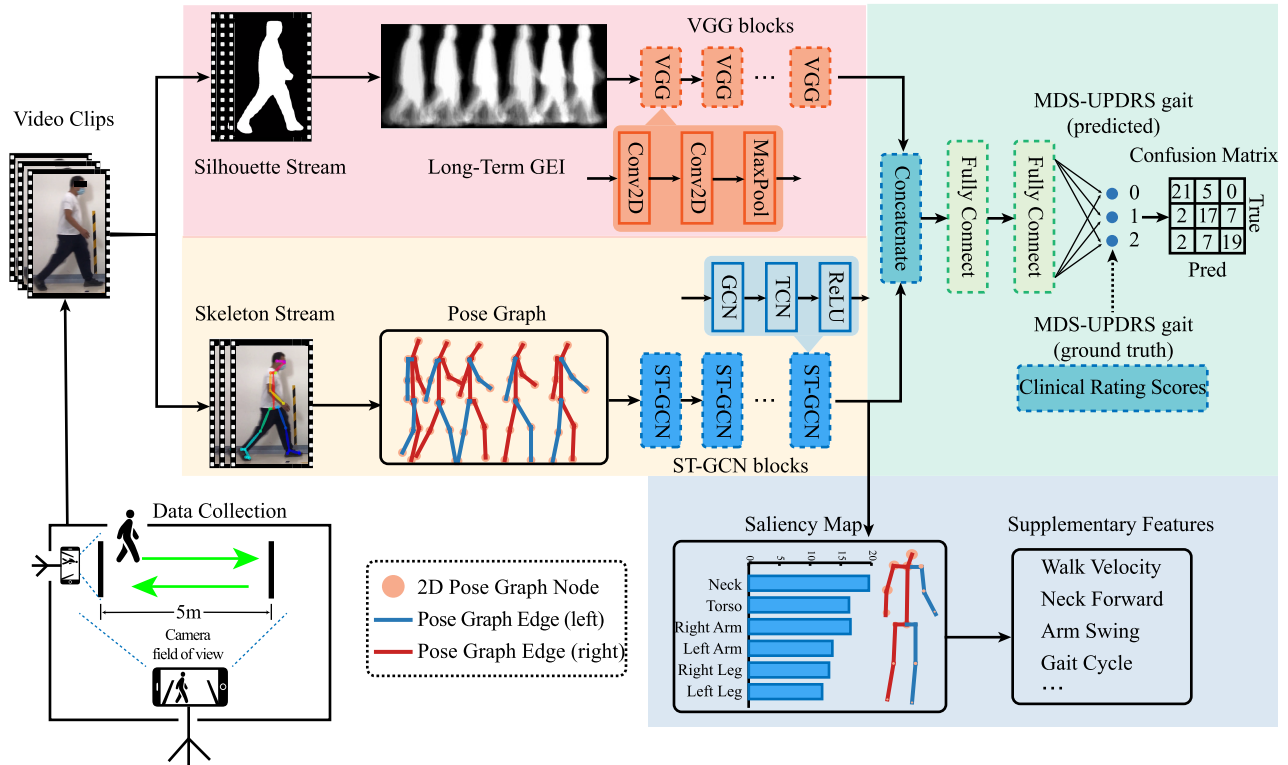 Video Clips
Silhouette Stream
Long-Term GEI
VGG blocks
VGG
VGG
...
VGG
Conv2D
Conv2D
MaxPool
Skeleton Stream
Pose Graph
GCN
TCN
ReLU
ST-GCN
ST-GCN
...
ST-GCN
ST-GCN blocks
Concatenate
Fully Connect
Fully Connect
MDS-UPDRS gait
(predicted)
0
1
2
Confusion Matrix
21 5 0
2 17 7
2 7 19
True
Pred
MDS-UPDRS gait
(ground truth)
Clinical Rating Scores
Data Collection
5m
Camera
field of view
2D Pose Graph Node
Pose Graph Edge (left)
Pose Graph Edge (right)
Saliency Map
0 5 10 15 20
Neck
Torso
Right Arm
Left Arm
Right Leg
Left Leg
Supplementary Features
Walk Velocity
Neck Forward
Arm Swing
Gait Cycle
...